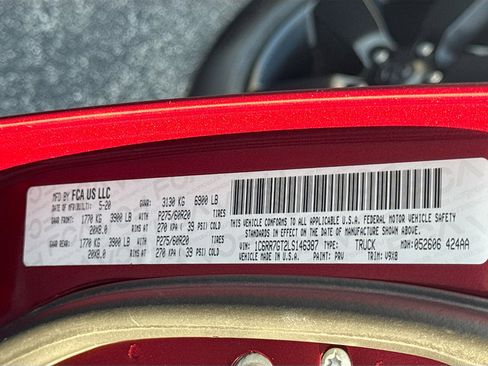 MFD BY FCA US LLC GVWR: 3130 KG 6900 LB
DATE OF MFR(BUILT): 5-20
GAWR FRONT: 1770 KG 3900 LB WITH P275/60R20 TIRES
20X8.0 RIMS AT 270 KPA( 39 PSI) COLD
GAWR REAR: 1770 KG 3900 LB WITH P275/60R20 TIRES
20X8.0 RIMS AT 270 KPA ( 39 PSI) COLD
THIS VEHICLE CONFORMS TO ALL APPLICABLE U.S.A. FEDERAL MOTOR VEHICLE SAFETY
STANDARDS IN EFFECT ON THE DATE OF MANUFACTURE SHOWN ABOVE
VIN: 1C6RR7GT2LS146387 TYPE: TRUCK MDH:052606 424AA
VEHICLE MADE IN U.S.A. PAINT: PRV TRIM: V9X8